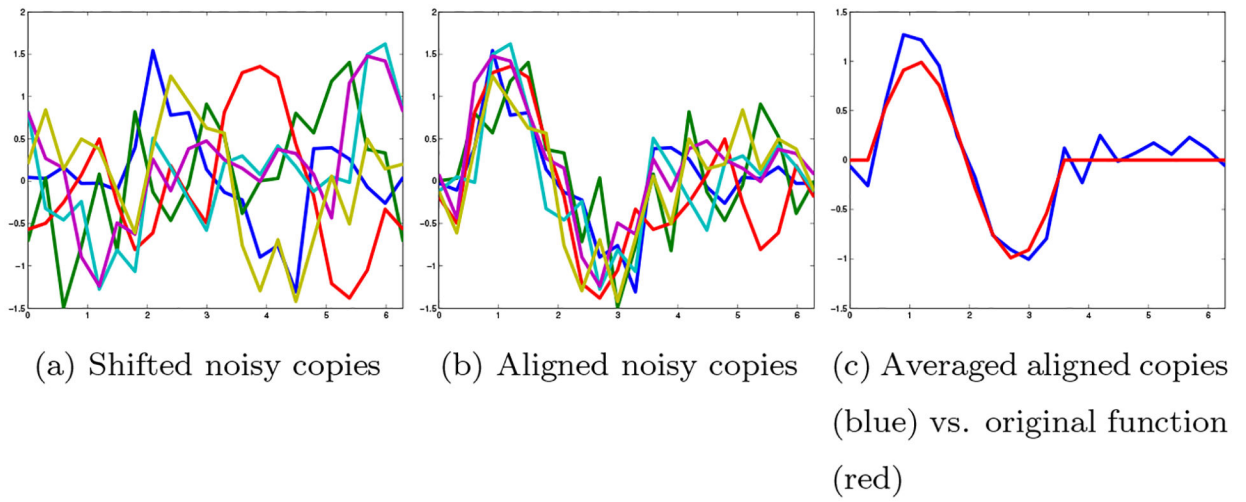 2
1.5
1
0.5
0
−0.5
−1
−1.5
0 1 2 3 4 5 6
2
1.5
1
0.5
0
−0.5
−1
−1.5
0 1 2 3 4 5 6
1.5
1
0.5
0
−0.5
−1
−1.5
0 1 2 3 4 5 6
(a) Shifted noisy copies
(b) Aligned noisy copies
(c) Averaged aligned copies
(blue) vs. original function
(red)